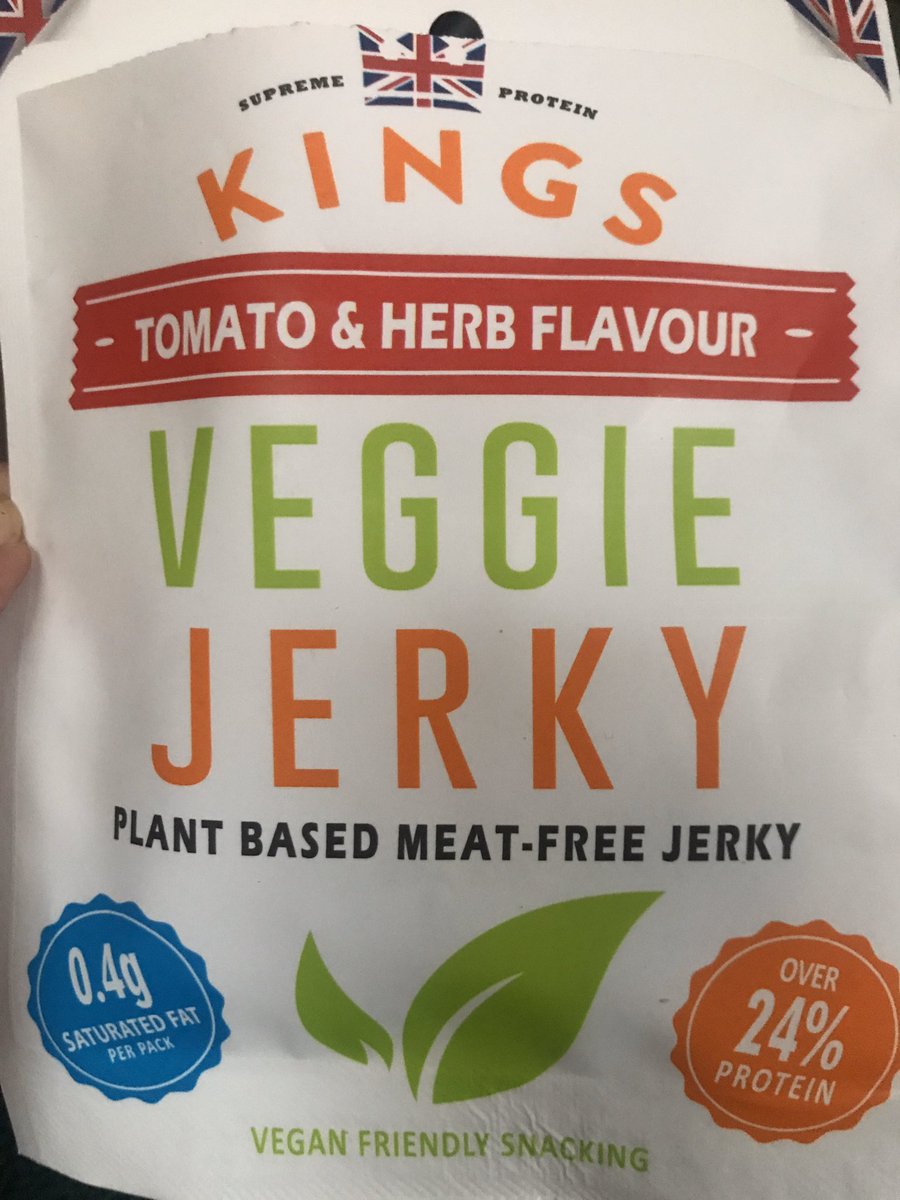 SUPREME PROTEIN
KINGS
- TOMATO & HERB FLAVOUR -
VEGGIE
JERKY
PLANT BASED MEAT-FREE JERKY
0.4g
SATURATED FAT
PER PACK
OVER
24%
PROTEIN
VEGAN FRIENDLY SNACKING